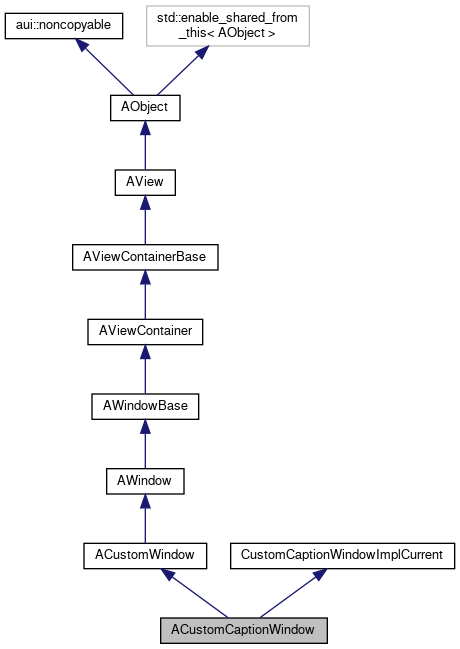 aui::noncopyable
std::enable_shared_from
_this< AObject >
AObject
AView
AViewContainerBase
AViewContainer
AWindowBase
AWindow
ACustomWindow
CustomCaptionWindowImplCurrent
ACustomCaptionWindow